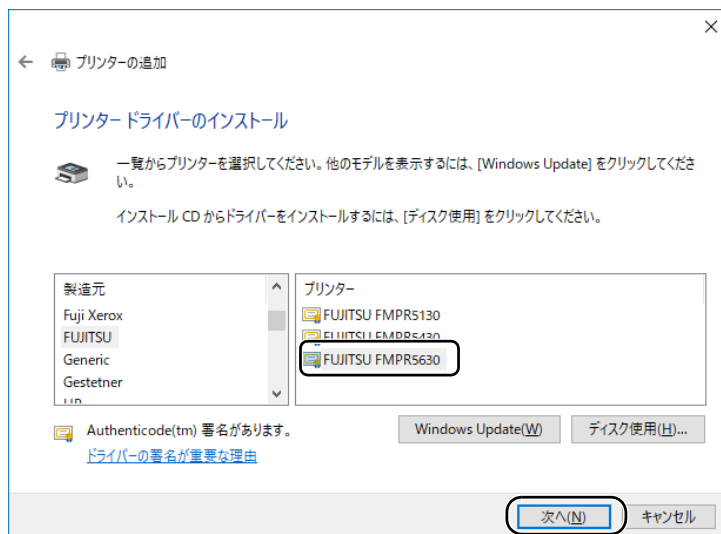 プリンターの追加
プリンター ドライバーのインストール
一覧からプリンターを選択してください。他のモデルを表示するには、[Windows Update] をクリックしてくださ
い。
インストール CD からドライバーをインストールするには、[ディスク使用] をクリックしてください。
製造元
Fuji Xerox
FUJITSU
Generic
Gestetner
プリンター
FUJITSU FMPR5130
FUJITSU FMPR5430
FUJITSU FMPR5630
Authenticode(tm) 署名があります。
ドライバーの署名が重要な理由
Windows Update(W)
ディスク使用(H)...
次へ(N)
キャンセル